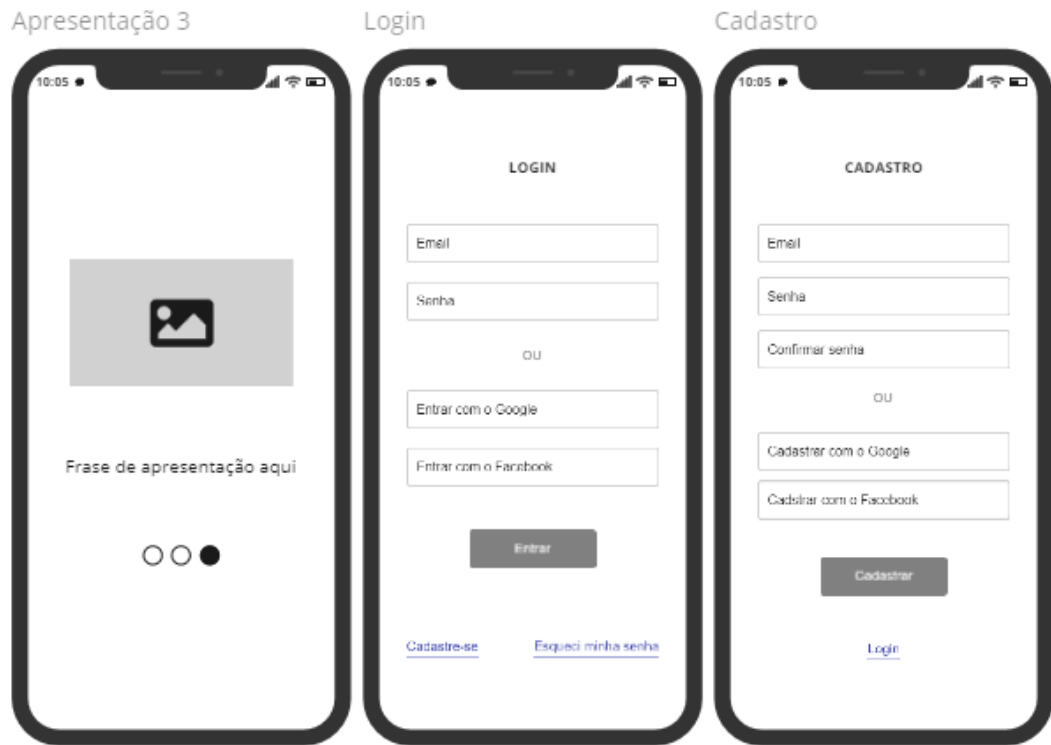 Apresentação 3
10:05
Frase de apresentação aqui
Login
10:05
LOGIN
Email
Senha
OU
Entrar com o Google
Entrar com o Facebook
Entrar
Cadastre-se
Esqueci minha senha
Cadastro
10:05
CADASTRO
Email
Senha
Confirmar senha
OU
Cadastrar com o Google
Cadstrar com o Facebook
Cadastrar
Login